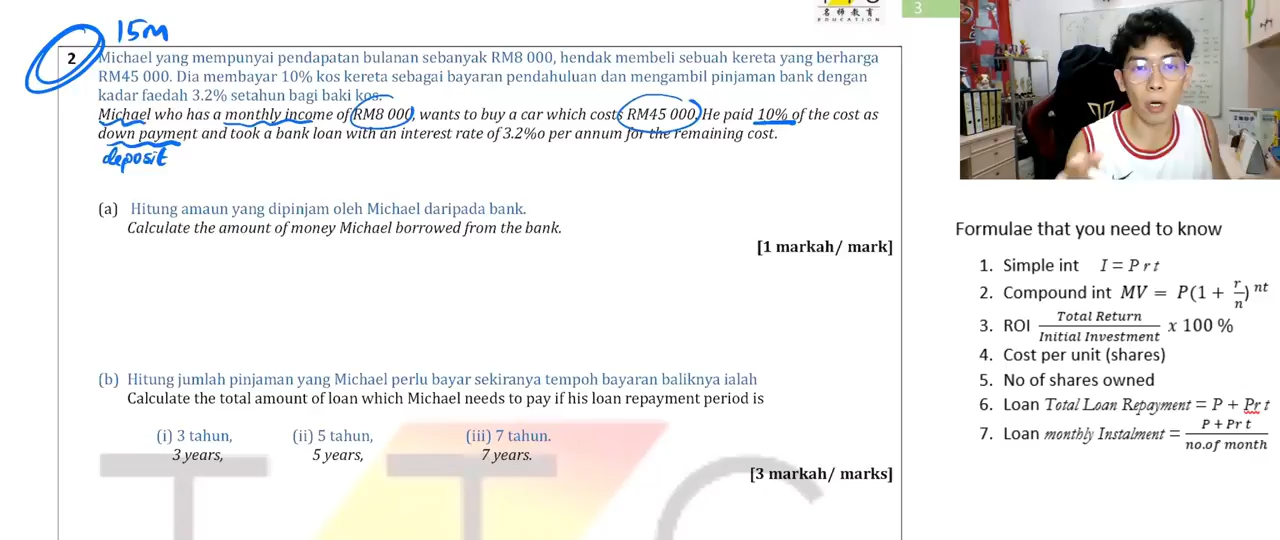 名 师 教 育
EDUCATION
3
15m
2
Michael yang mempunyai pendapatan bulanan sebanyak RM8 000, hendak membeli sebuah kereta yang berharga
RM45 000. Dia membayar 10% kos kereta sebagai bayaran pendahuluan dan mengambil pinjaman bank dengan
kadar faedah 3.2% setahun bagi baki kos.
Michael who has a monthly income of RM8 000, wants to buy a car which costs RM45 000. He paid 10% of the cost as
down payment and took a bank loan with an interest rate of 3.2%o per annum for the remaining cost.
deposit
(a) Hitung amaun yang dipinjam oleh Michael daripada bank.
Calculate the amount of money Michael borrowed from the bank.
[1 markah/ mark]
(b) Hitung jumlah pinjaman yang Michael perlu bayar sekiranya tempoh bayaran baliknya ialah
Calculate the total amount of loan which Michael needs to pay if his loan repayment period is
(i) 3 tahun, (ii) 5 tahun, (iii) 7 tahun.
3 years, 5 years, 7 years.
[3 markah/ marks]
Formulae that you need to know
1. Simple int I = P r t
2. Compound int MV = P(1 + r/n) nt
3. ROI Total Return / Initial Investment x 100 %
4. Cost per unit (shares)
5. No of shares owned
6. Loan Total Loan Repayment = P + Pr t
7. Loan monthly Instalment = P + Pr t / no.of month